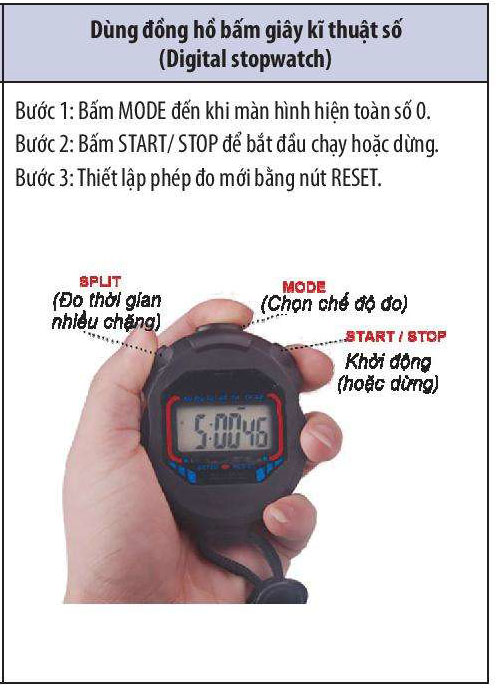 Dùng đồng hồ bấm giây kĩ thuật số
(Digital stopwatch)
Bước 1: Bấm MODE đến khi màn hình hiện toàn số 0.
Bước 2: Bấm START/ STOP để bắt đầu chạy hoặc dừng.
Bước 3: Thiết lập phép đo mới bằng nút RESET.
SPLIT
(Đo thời gian
nhiều chặng)
MODE
(Chọn chế độ đo)
START / STOP
Khởi động
(hoặc dừng)
5:0046